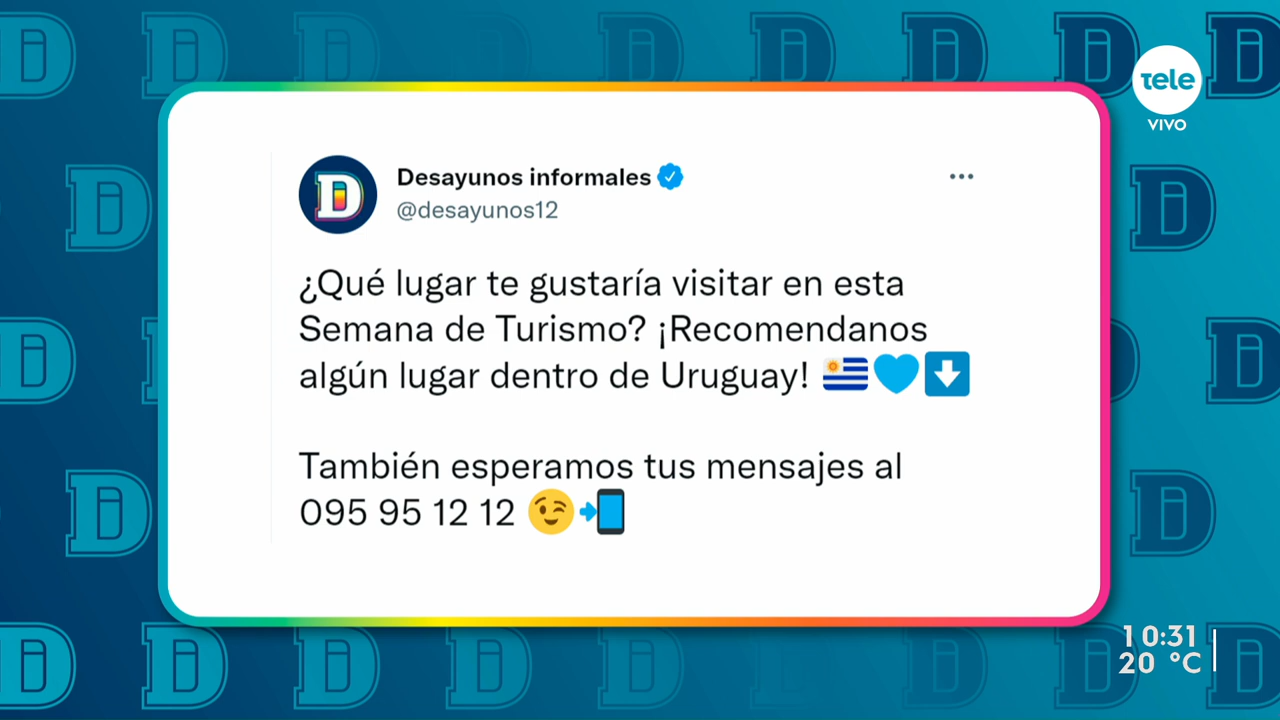 tele
VIVO
D
Desayunos informales
@desayunos12
¿Qué lugar te gustaría visitar en esta
Semana de Turismo? ¡Recomendanos
algún lugar dentro de Uruguay! 🇺🇾💙⬇️
También esperamos tus mensajes al
095 95 12 12 😉📲
10:31
20 °C